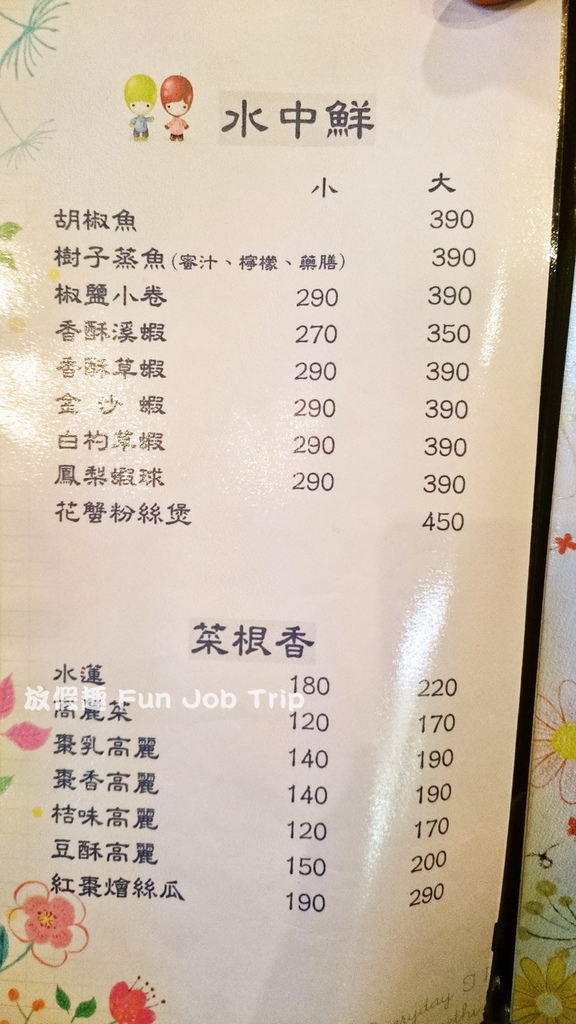 水中鮮
小 大
胡椒魚 390
樹子蒸魚(蜜汁、檸檬、藥膳) 390
椒鹽小卷 290 390
香酥溪蝦 270 350
香酥草蝦 290 390
金沙蝦 290 390
白灼草蝦 290 390
鳳梨蝦球 290 390
花蟹粉絲煲 450
菜根香
水蓮 180 220
放假趣 Fun Job Trip
高麗菜 120 170
棗乳高麗 140 190
棗香高麗 140 190
桔味高麗 120 170
豆酥高麗 150 200
紅棗燴絲瓜 190 290